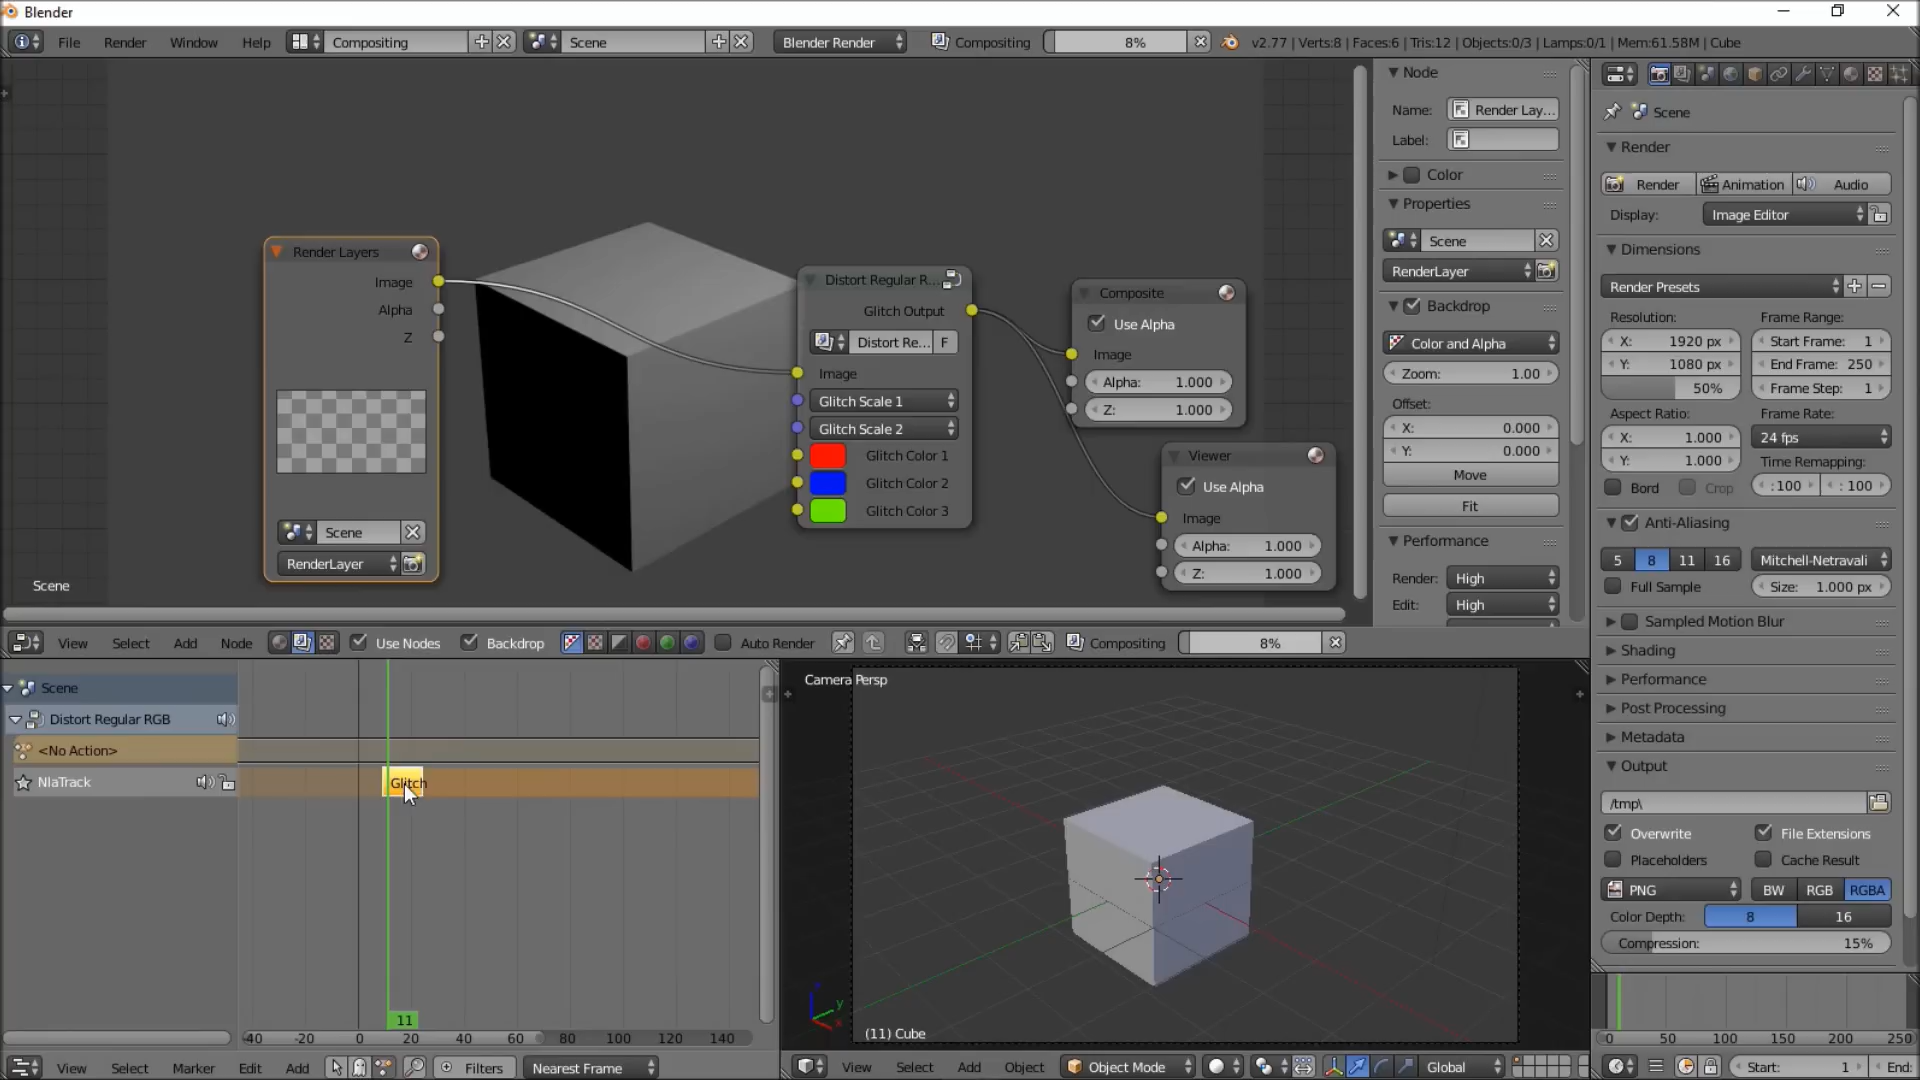 Blender
File Render Window Help Compositing Scene Blender Render Compositing 8% v2.77 | Verts:8 | Faces:6 | Tris:12 | Objects:0/3 | Lamps:0/1 | Mem:61.58M | Cube
Render Layers
Image
Alpha
Z
Scene
RenderLayer
Scene
Distort Regular R...
Glitch Output
Distort Re... F
Image
Glitch Scale 1
Glitch Scale 2
Glitch Color 1
Glitch Color 2
Glitch Color 3
Composite
Use Alpha
Image
Alpha: 1.000
Z: 1.000
Viewer
Use Alpha
Image
Alpha: 1.000
Z: 1.000
Node
Name: Render Lay...
Label:
Color
Properties
Scene
RenderLayer
Backdrop
Color and Alpha
Zoom: 1.00
Offset:
X: 0.000
Y: 0.000
Move
Fit
Performance
Render: High
Edit: High
View Select Add Node Use Nodes Backdrop Auto Render Compositing 8%
Scene
Render
Render Animation Audio
Display: Image Editor
Dimensions
Render Presets
Resolution: Frame Range:
X: 1920 px Start Frame: 1
Y: 1080 px End Frame: 250
50% Frame Step: 1
Aspect Ratio: Frame Rate:
X: 1.000 24 fps
Y: 1.000 Time Remapping:
Bord Crop :100 : 100
Anti-Aliasing
5 8 11 16 Mitchell-Netravali
Full Sample Size: 1.000 px
Sampled Motion Blur
Shading
Performance
Post Processing
Metadata
Output
/tmp\
Overwrite File Extensions
Placeholders Cache Result
PNG BW RGB RGBA
Color Depth: 8 16
Compression: 15%
Scene
Distort Regular RGB
<No Action>
NlaTrack
Glitch
11
-40 -20 0 20 40 60 80 100 120 140
View Select Marker Edit Add Filters Nearest Frame
Camera Persp
z
y
x
(11) Cube
View Select Add Object Object Mode Global
0 50 100 150 200 250
Start: 1 End: